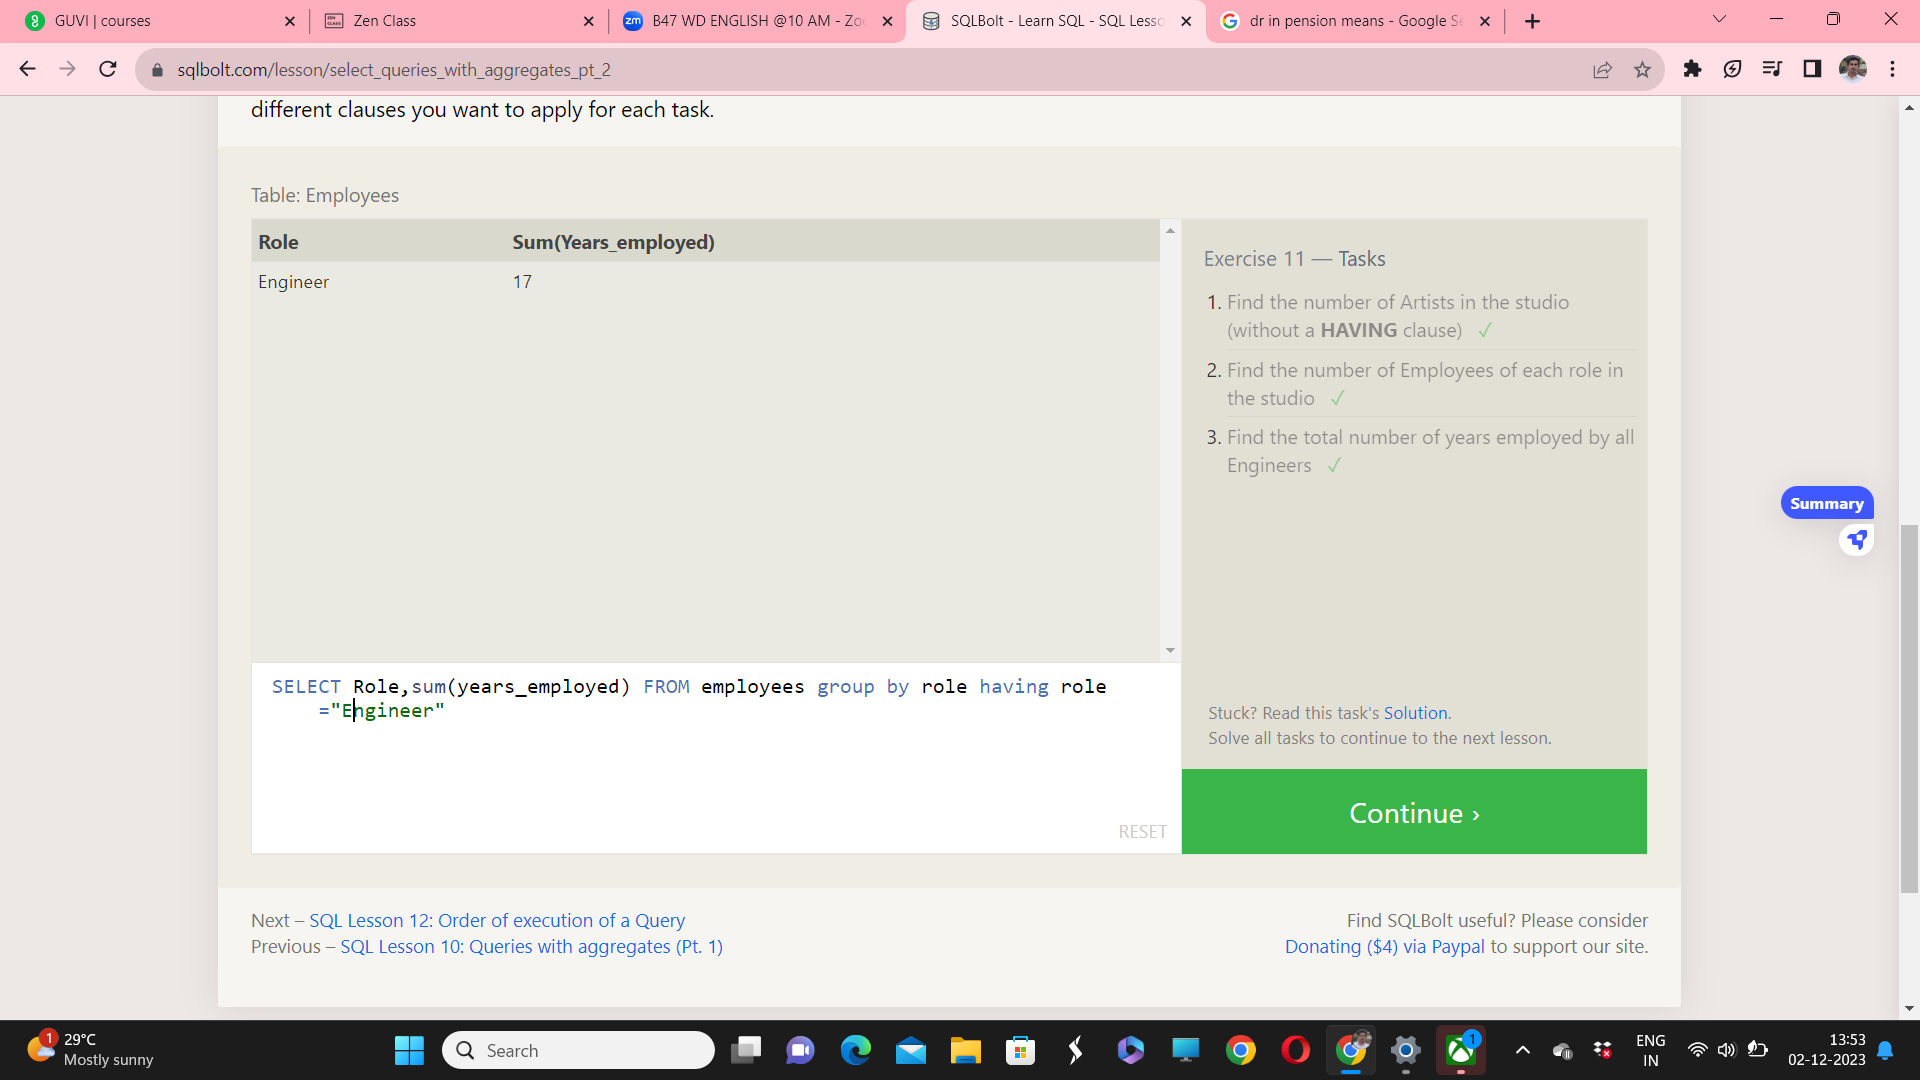 GUVI | courses
Zen Class
B47 WD ENGLISH @10 AM - Zo
SQLBolt - Learn SQL - SQL Lesso
dr in pension means - Google Se
sqlbolt.com/lesson/select_queries_with_aggregates_pt_2
different clauses you want to apply for each task.
Table: Employees
Role Sum(Years_employed)
Engineer 17
Exercise 11 — Tasks
1. Find the number of Artists in the studio
(without a HAVING clause) ✓
2. Find the number of Employees of each role in
the studio ✓
3. Find the total number of years employed by all
Engineers ✓
Summary
SELECT Role,sum(years_employed) FROM employees group by role having role
="Engineer"
RESET
Stuck? Read this task's Solution.
Solve all tasks to continue to the next lesson.
Continue ›
Next – SQL Lesson 12: Order of execution of a Query
Previous – SQL Lesson 10: Queries with aggregates (Pt. 1)
Find SQLBolt useful? Please consider
Donating ($4) via Paypal to support our site.
1
29°C
Mostly sunny
Search
1
ENG
IN
13:53
02-12-2023